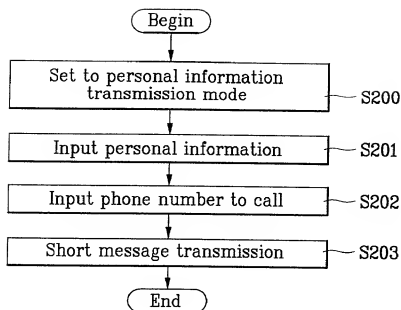 Begin
Set to personal information
transmission mode
S200
Input personal information
S201
Input phone number to call
S202
Short message transmission
S203
End